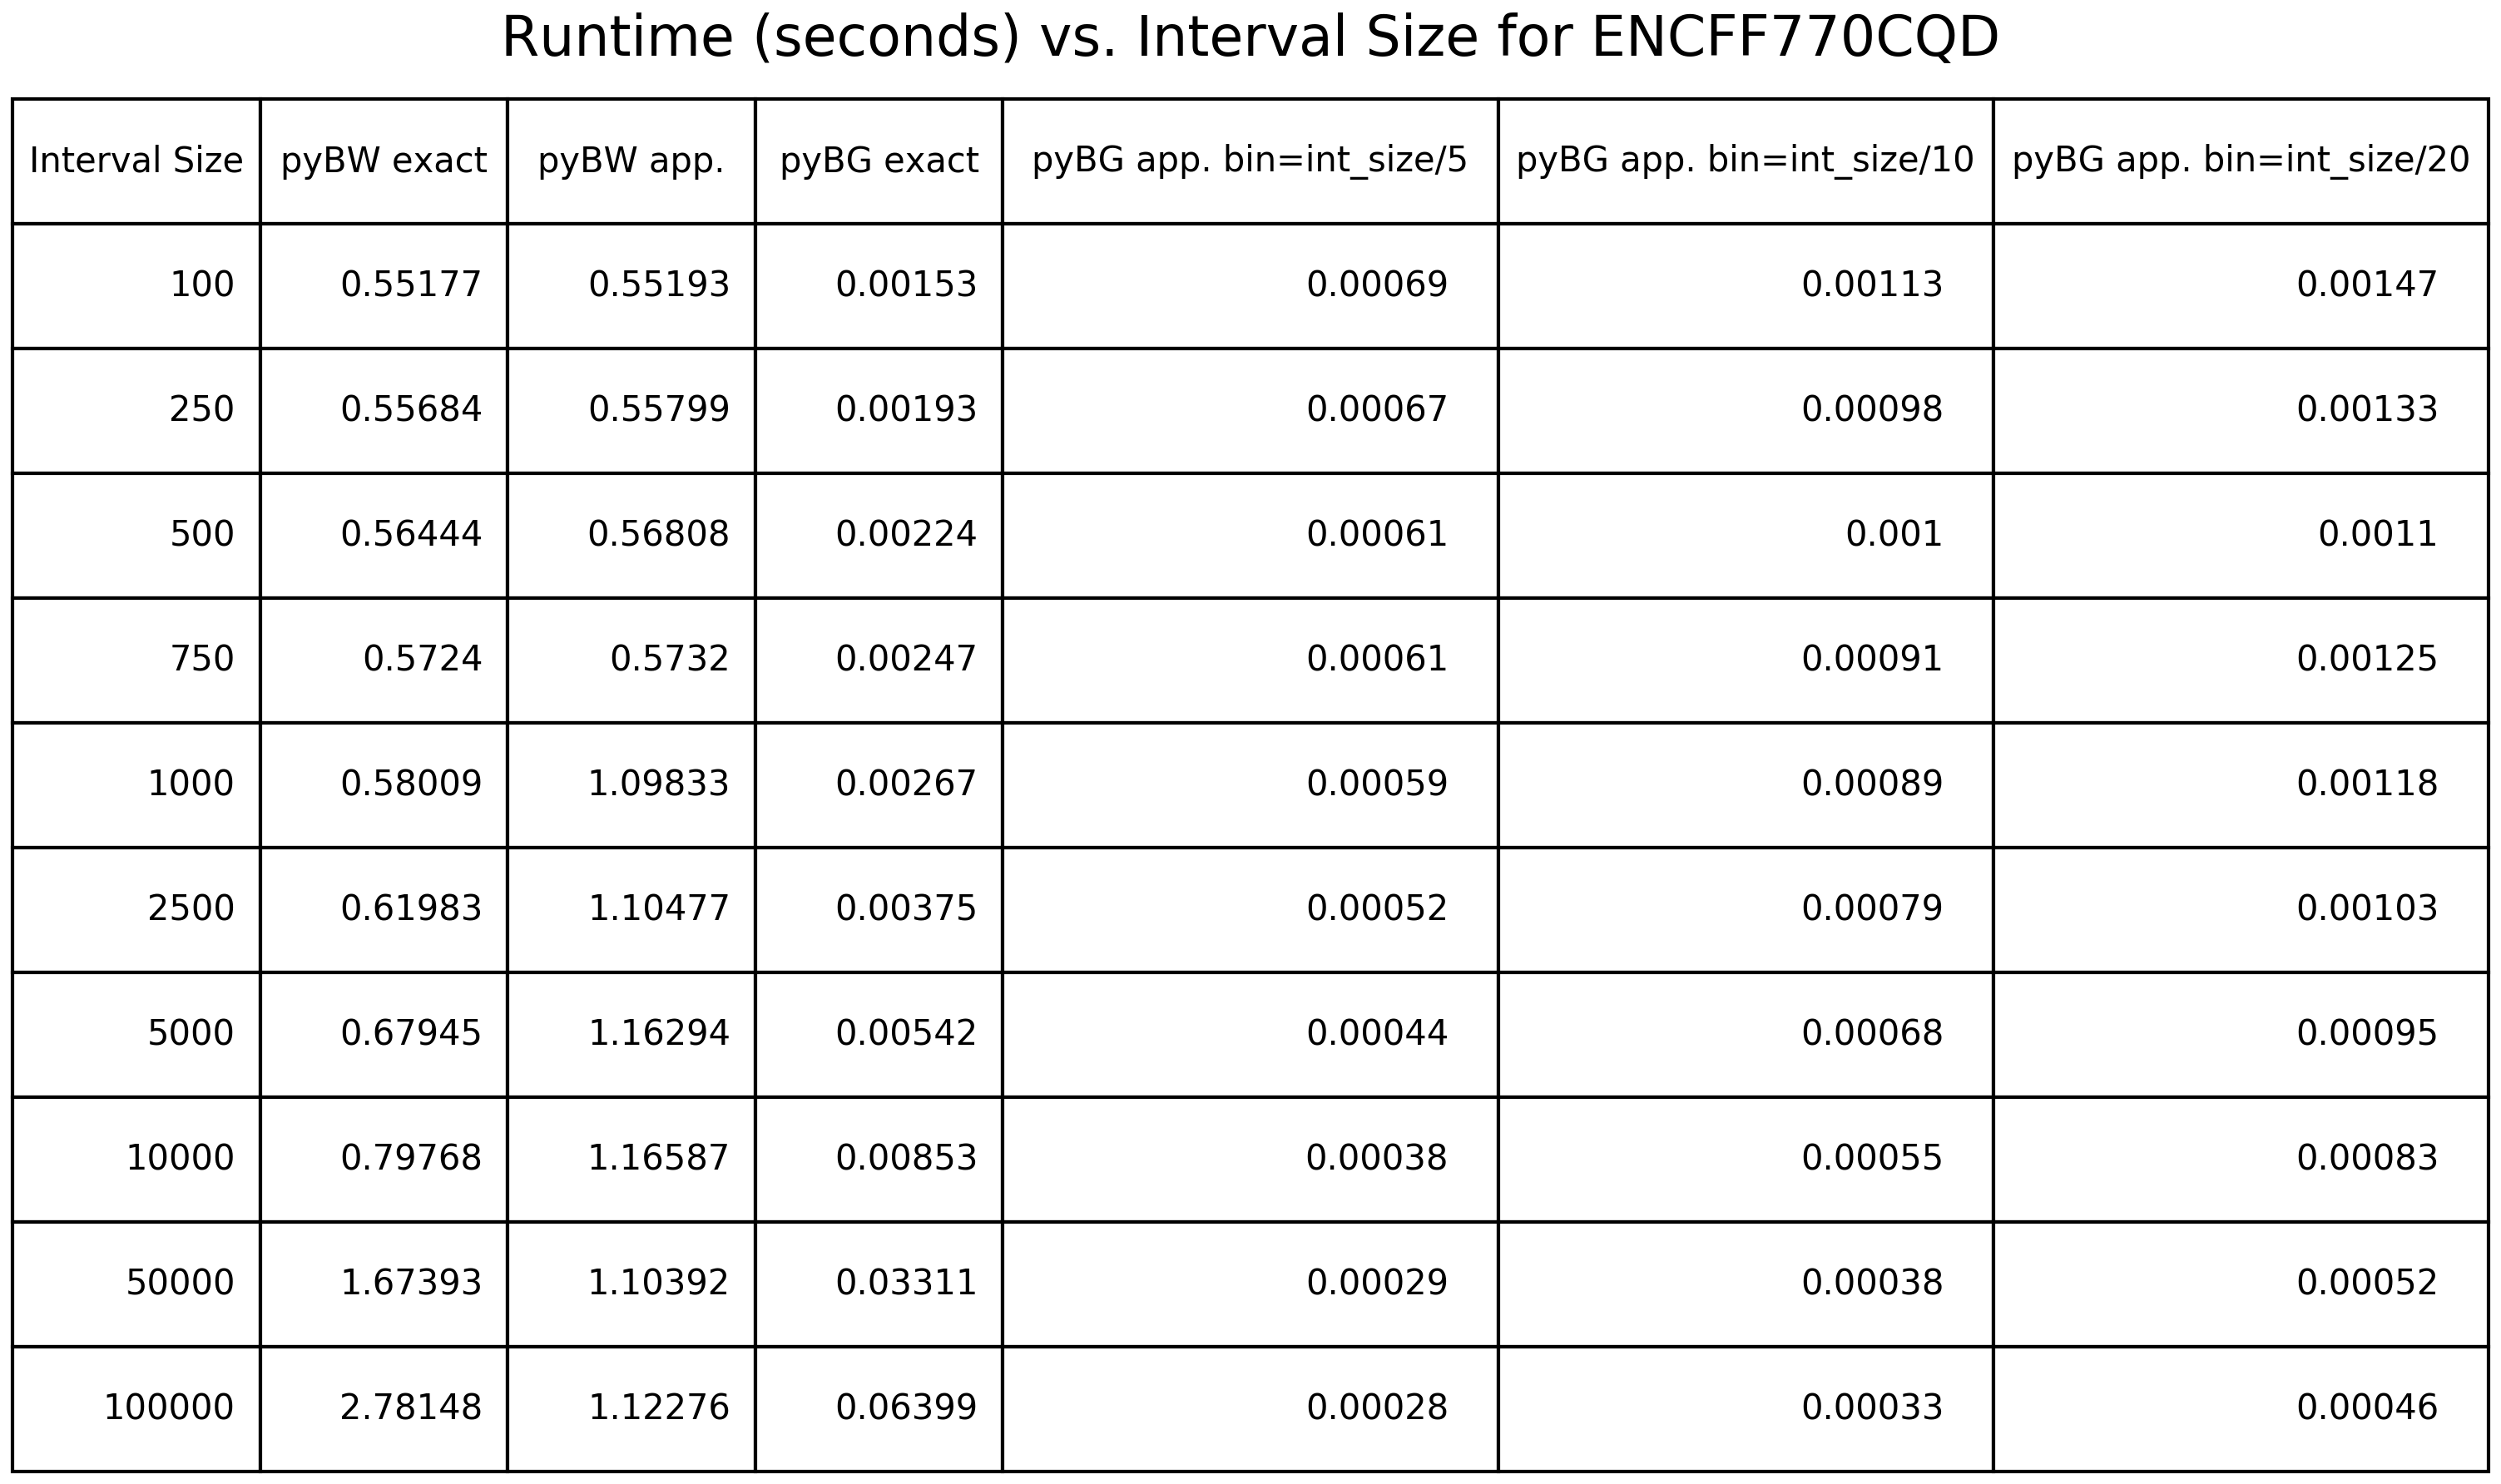 Runtime (seconds) vs. Interval Size for ENCFF770CQD
Interval Size pyBW exact pyBW app. pyBG exact pyBG app. bin=int_size/5 pyBG app. bin=int_size/10 pyBG app. bin=int_size/20
100 0.55177 0.55193 0.00153 0.00069 0.00113 0.00147
250 0.55684 0.55799 0.00193 0.00067 0.00098 0.00133
500 0.56444 0.56808 0.00224 0.00061 0.001 0.0011
750 0.5724 0.5732 0.00247 0.00061 0.00091 0.00125
1000 0.58009 1.09833 0.00267 0.00059 0.00089 0.00118
2500 0.61983 1.10477 0.00375 0.00052 0.00079 0.00103
5000 0.67945 1.16294 0.00542 0.00044 0.00068 0.00095
10000 0.79768 1.16587 0.00853 0.00038 0.00055 0.00083
50000 1.67393 1.10392 0.03311 0.00029 0.00038 0.00052
100000 2.78148 1.12276 0.06399 0.00028 0.00033 0.00046